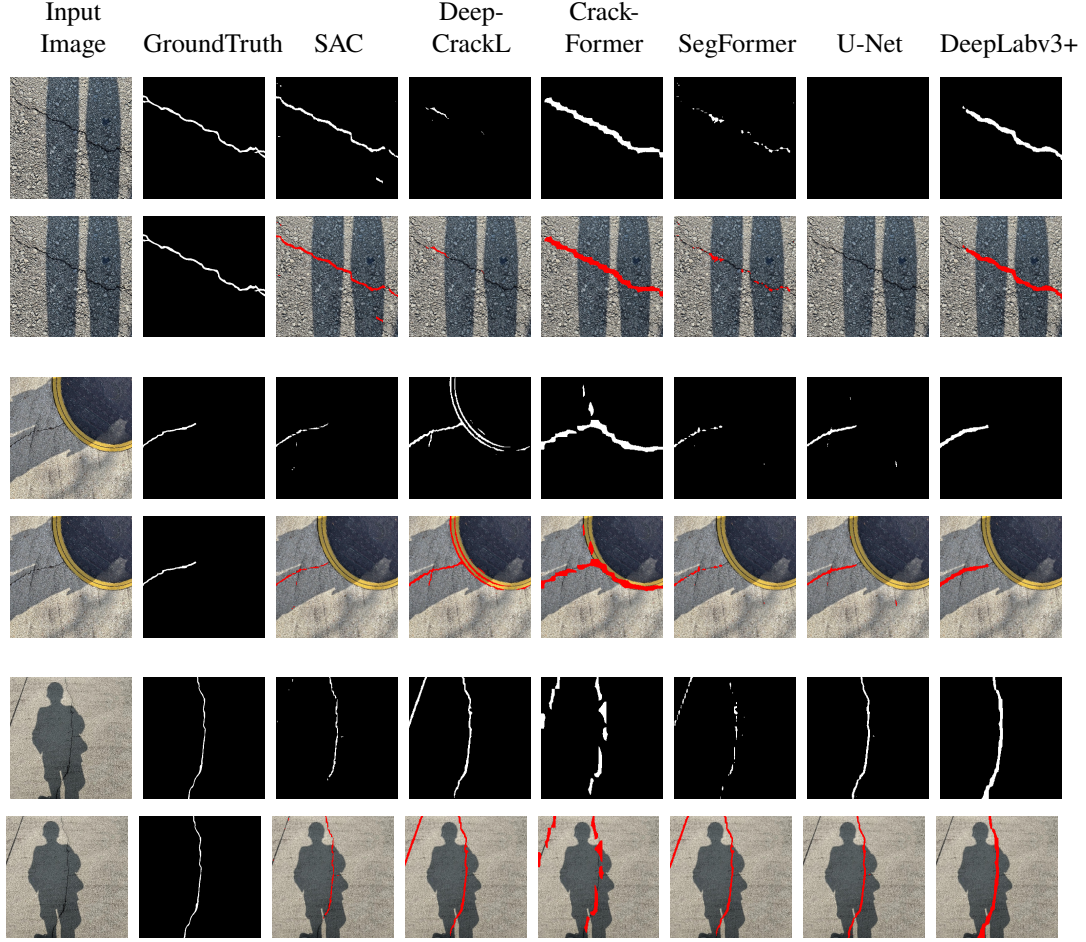 Input Image
GroundTruth
SAC
Deep-
CrackL
Crack-
Former
SegFormer
U-Net
DeepLabv3+